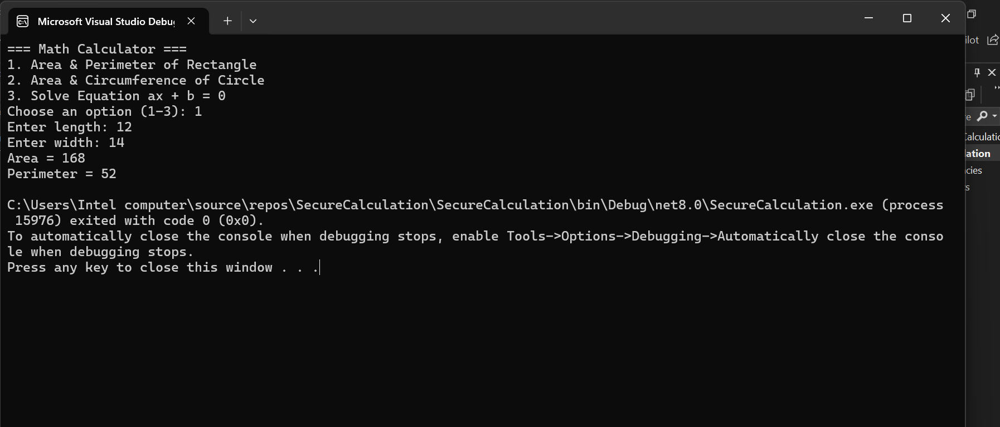 Microsoft Visual Studio Debu
=== Math Calculator ===
1. Area & Perimeter of Rectangle
2. Area & Circumference of Circle
3. Solve Equation ax + b = 0
Choose an option (1-3): 1
Enter length: 12
Enter width: 14
Area = 168
Perimeter = 52
C:\Users\Intel computer\source\repos\SecureCalculation\SecureCalculation\bin\Debug\net8.0\SecureCalculation.exe (process
15976) exited with code 0 (0x0).
To automatically close the console when debugging stops, enable Tools->Options->Debugging->Automatically close the conso
le when debugging stops.
Press any key to close this window . . .
ilot
alculatio
lation
cies